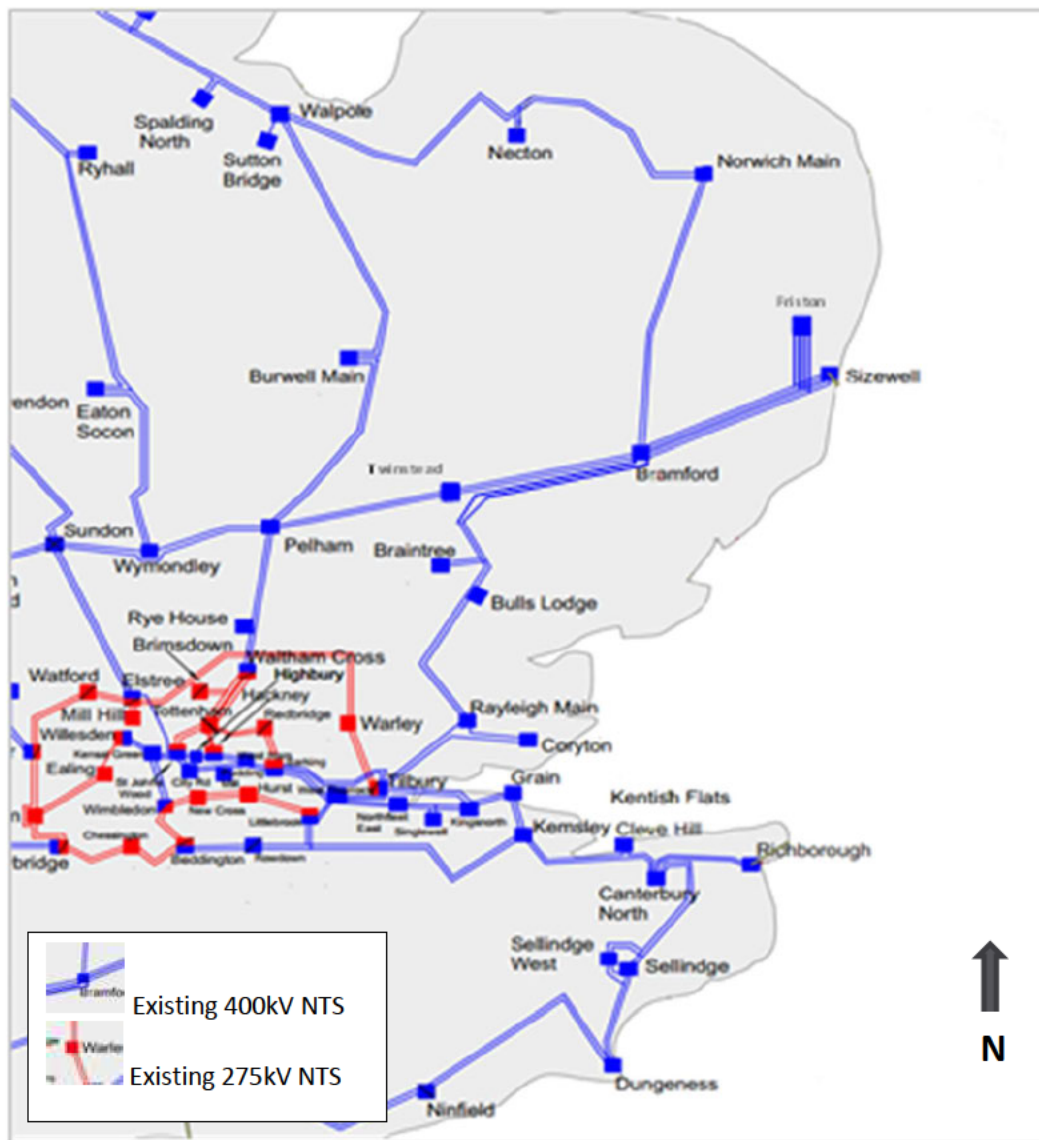 Walpole
Spalding
North
Sutton
Bridge
Ryhall
Necton
Norwich Main
Friston
Sizewell
Burwell Main
Eaton
Socon
endon
Twinstead
Bramford
Sundon
Wymondley
Pelham
Braintree
Bulls Lodge
Rye House
Brimsdown
Waltham Cross
Highbury
Watford
Elstree
Hackney
Tottenham
Redbridge
Mill Hill
Warley
Rayleigh Main
Coryton
Willesden
Kensal Green
Ealing
St Johns
Wood
City Rd
Barking
Tilbury
Grain
Hurst
Wimbledon
New Cross
Littlebrook
Northfleet
East
Singlewell
Kingsnorth
Kentish Flats
Kemsley
Cleve Hill
Richborough
Chessington
bridge
Beddington
Rowdown
Canterbury
North
Sellindge
West
Sellindge
Dungeness
Ninfield
Existing 400kV NTS
Warle
Existing 275kV NTS
N